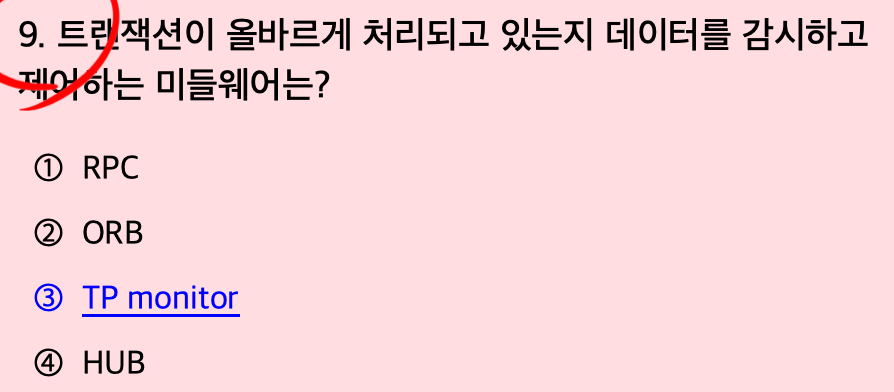 9. 트랜잭션이 올바르게 처리되고 있는지 데이터를 감시하고
제어하는 미들웨어는?
① RPC
② ORB
③ TP monitor
④ HUB